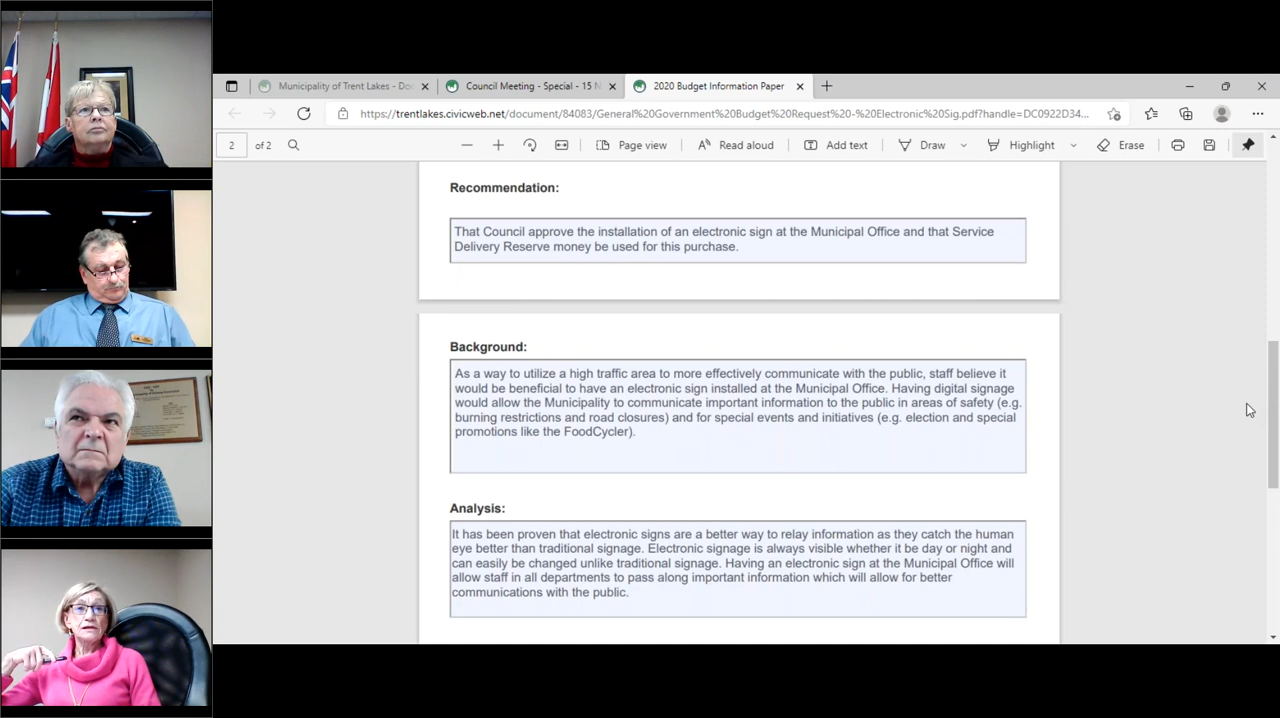 Municipality of Trent Lakes - Doc
Council Meeting - Special - 15 N
2020 Budget Information Paper
https://trentlakes.civicweb.net/document/84083/General%20Government%20Budget%20Request%20-%20Electronic%20Sig.pdf?handle=DC0922D34...
2 of 2
Page view
Read aloud
Add text
Draw
Highlight
Erase
Recommendation:
That Council approve the installation of an electronic sign at the Municipal Office and that Service
Delivery Reserve money be used for this purchase.
Background:
As a way to utilize a high traffic area to more effectively communicate with the public, staff believe it
would be beneficial to have an electronic sign installed at the Municipal Office. Having digital signage
would allow the Municipality to communicate important information to the public in areas of safety (e.g.
burning restrictions and road closures) and for special events and initiatives (e.g. election and special
promotions like the FoodCycler).
Analysis:
It has been proven that electronic signs are a better way to relay information as they catch the human
eye better than traditional signage. Electronic signage is always visible whether it be day or night and
can easily be changed unlike traditional signage. Having an electronic sign at the Municipal Office will
allow staff in all departments to pass along important information which will allow for better
communications with the public.